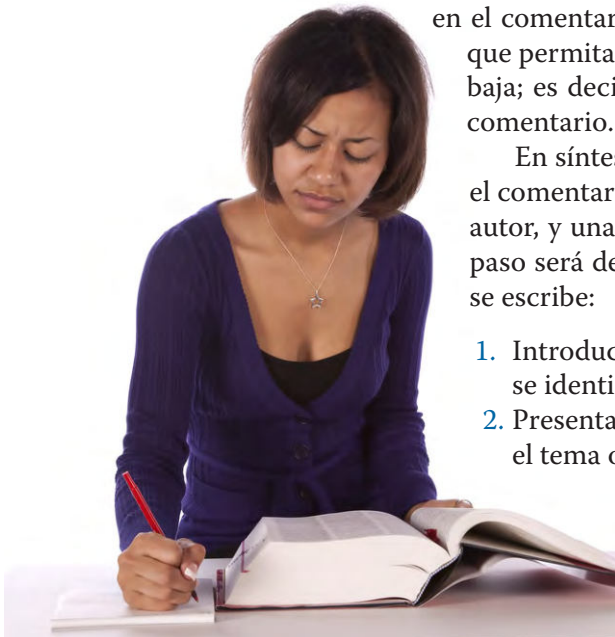 en el comentar
que permita
baja; es deci
comentario.
En síntes
el comentar
autor, y una
paso será de
se escribe:
1. Introduc
se identi
2. Presenta
el tema o